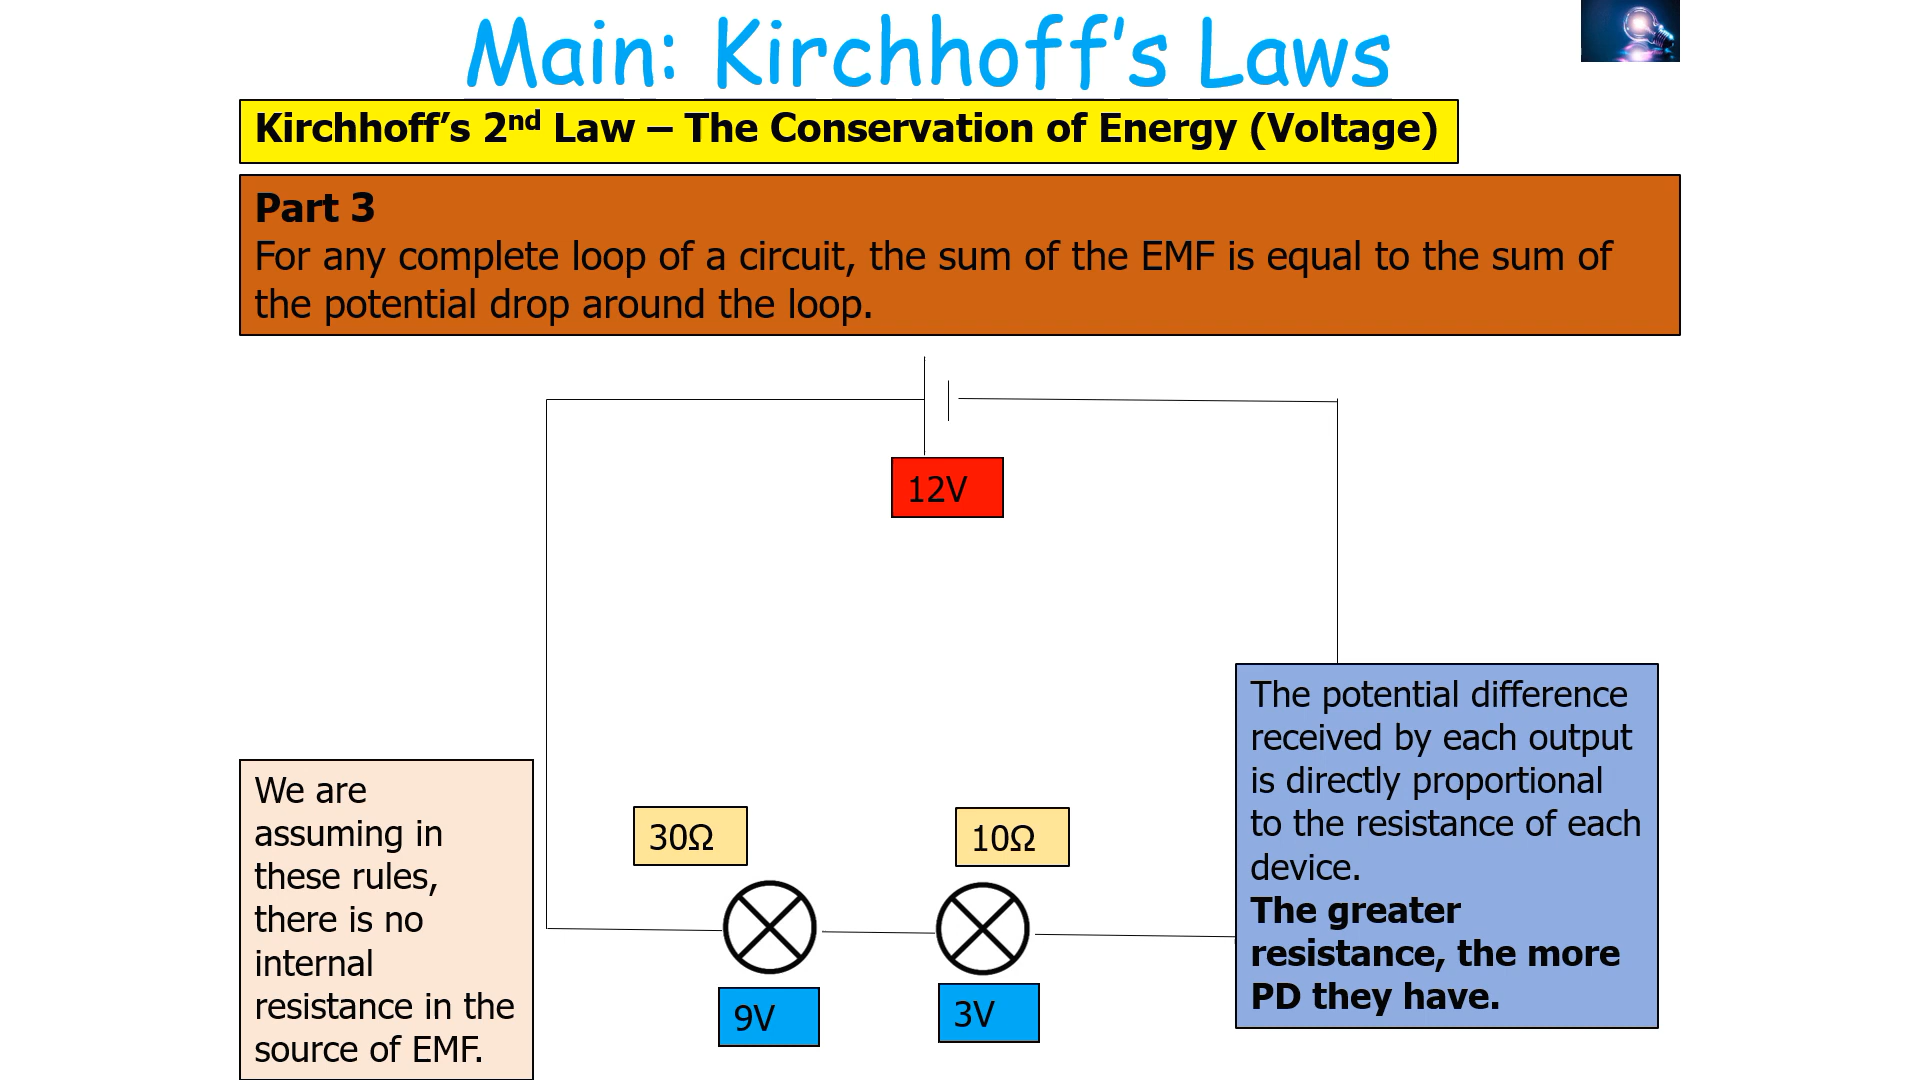 Main: Kirchhoff's Laws
Kirchhoff's 2nd Law – The Conservation of Energy (Voltage)
Part 3
For any complete loop of a circuit, the sum of the EMF is equal to the sum of
the potential drop around the loop.
12V
We are
assuming in
these rules,
there is no
internal
resistance in the
source of EMF.
30Ω
10Ω
9V
3V
The potential difference
received by each output
is directly proportional
to the resistance of each
device.
The greater
resistance, the more
PD they have.